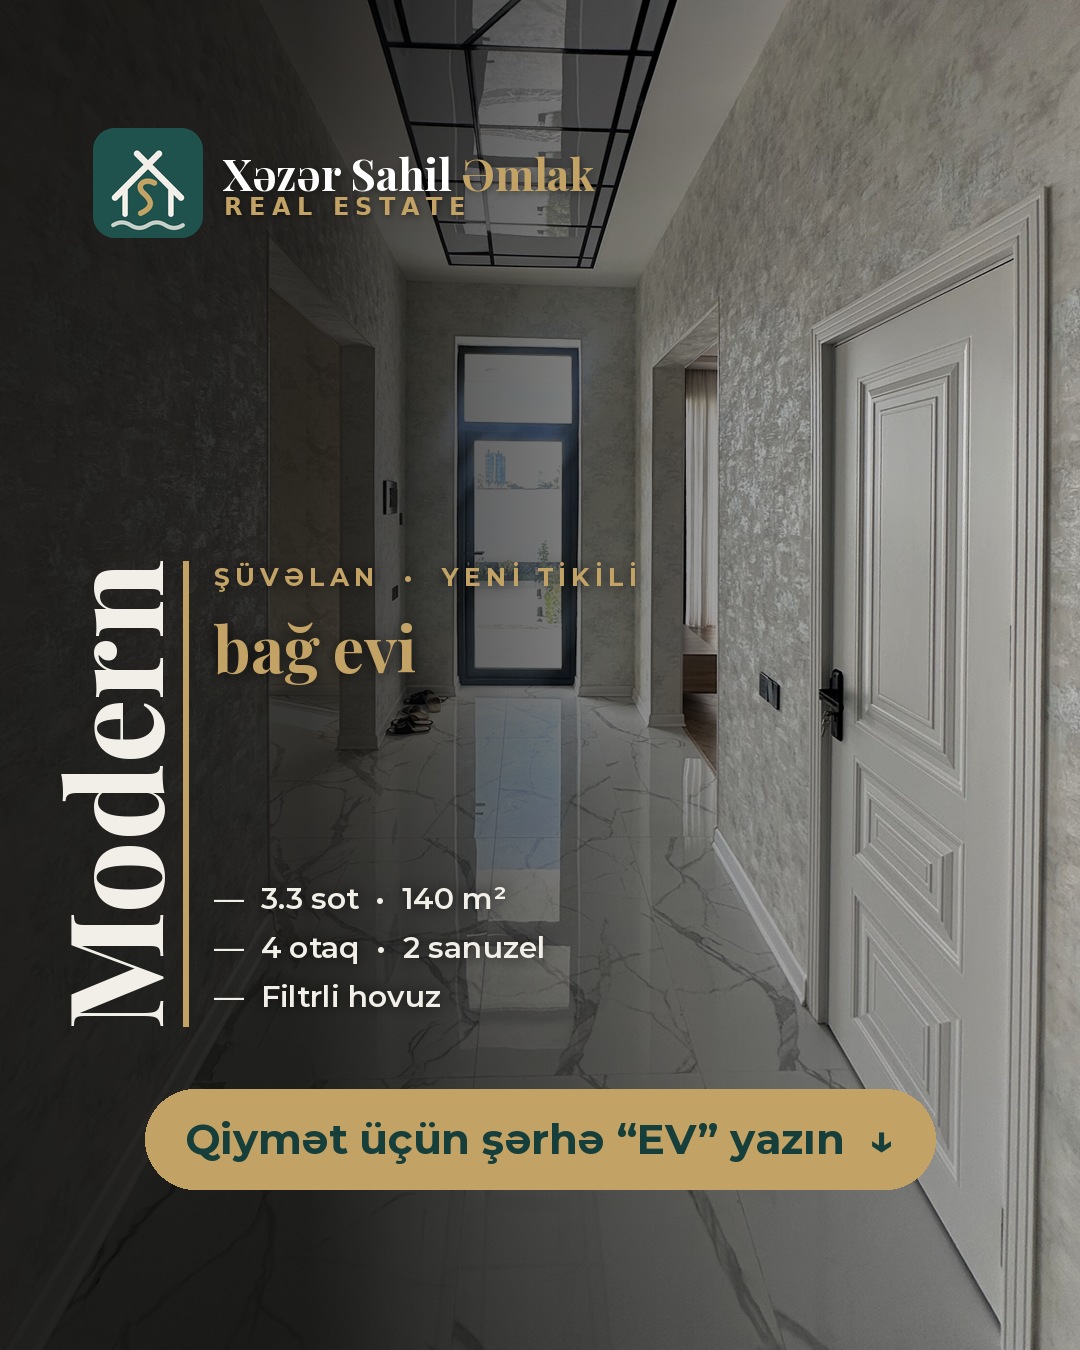 Xəzər Sahil Əmlak
REAL ESTATE
Modern
ŞÜVƏLAN • YENİ TİKİLİ
bağ evi
— 3.3 sot • 140 m²
— 4 otaq • 2 sanuzel
— Filtrli hovuz
Qiymət üçün şərhə “EV” yazın ↓